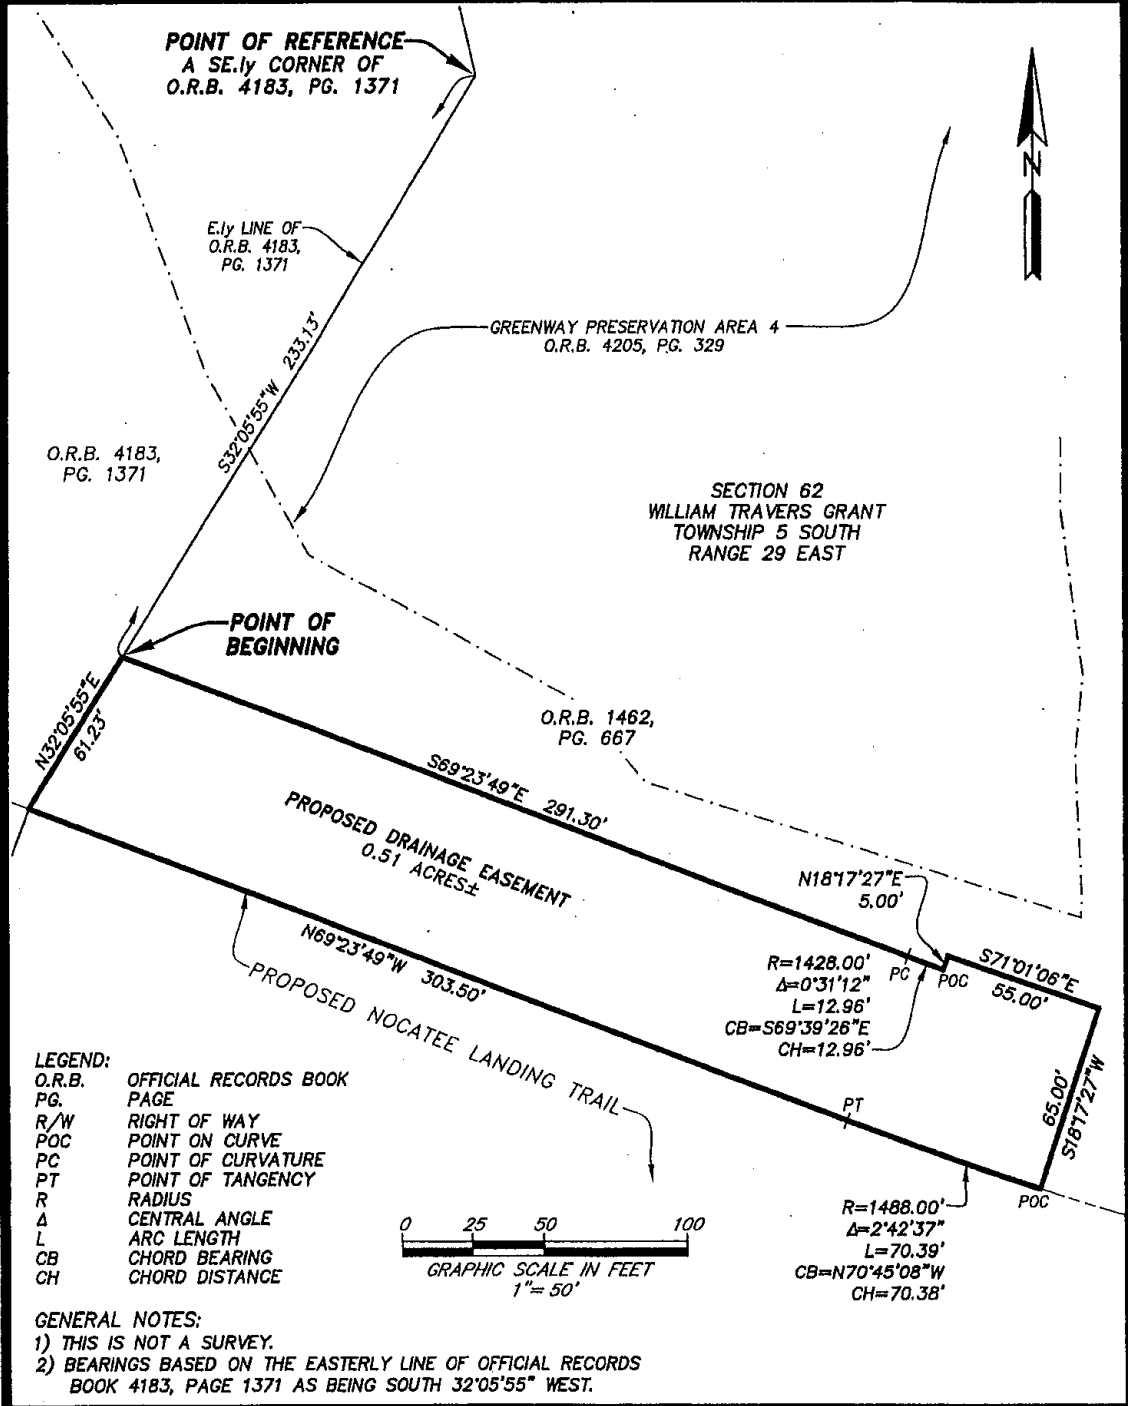 POINT OF REFERENCE
A SE.ly CORNER OF
O.R.B. 4183, PG. 1371
N
E.ly LINE OF
O.R.B. 4183,
PG. 1371
S32°05'55"W 233.13'
GREENWAY PRESERVATION AREA 4
O.R.B. 4205, PG. 329
O.R.B. 4183,
PG. 1371
SECTION 62
WILLIAM TRAVERS GRANT
TOWNSHIP 5 SOUTH
RANGE 29 EAST
POINT OF
BEGINNING
N32°05'55"E
61.23'
O.R.B. 1462,
PG. 667
S69°23'49"E 291.30'
PROPOSED DRAINAGE EASEMENT
0.51 ACRES±
N18°17'27"E
5.00'
S71°01'06"E
55.00'
PC
POC
R=1428.00'
Δ=0°31'12"
L=12.96'
CB=S69°39'26"E
CH=12.96'
N69°23'49"W 303.50'
PROPOSED NOCATEE LANDING TRAIL
65.00'
S18°17'27"W
PT
POC
R=1488.00'
Δ=2°42'37"
L=70.39'
CB=N70°45'08"W
CH=70.38'
LEGEND:
O.R.B. OFFICIAL RECORDS BOOK
PG. PAGE
R/W RIGHT OF WAY
POC POINT ON CURVE
PC POINT OF CURVATURE
PT POINT OF TANGENCY
R RADIUS
Δ CENTRAL ANGLE
L ARC LENGTH
CB CHORD BEARING
CH CHORD DISTANCE
0 25 50 100
GRAPHIC SCALE IN FEET
1"= 50'
GENERAL NOTES:
1) THIS IS NOT A SURVEY.
2) BEARINGS BASED ON THE EASTERLY LINE OF OFFICIAL RECORDS
BOOK 4183, PAGE 1371 AS BEING SOUTH 32°05'55" WEST.